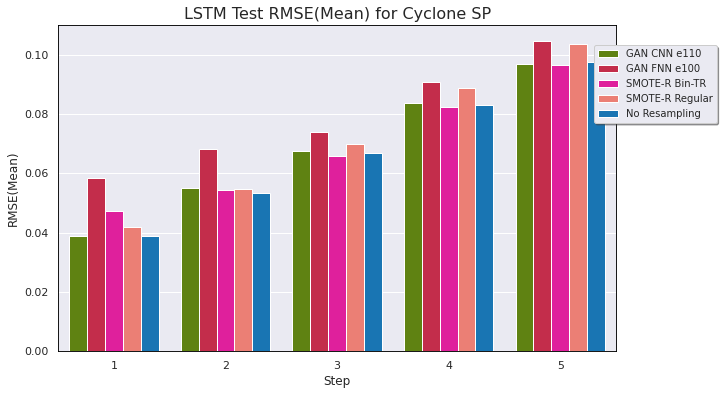 LSTM Test RMSE(Mean) for Cyclone SP
GAN CNN e110
GAN FNN e100
SMOTE-R Bin-TR
SMOTE-R Regular
No Resampling
RMSE(Mean)
0.10
0.08
0.06
0.04
0.02
0.00
1 2 3 4 5
Step